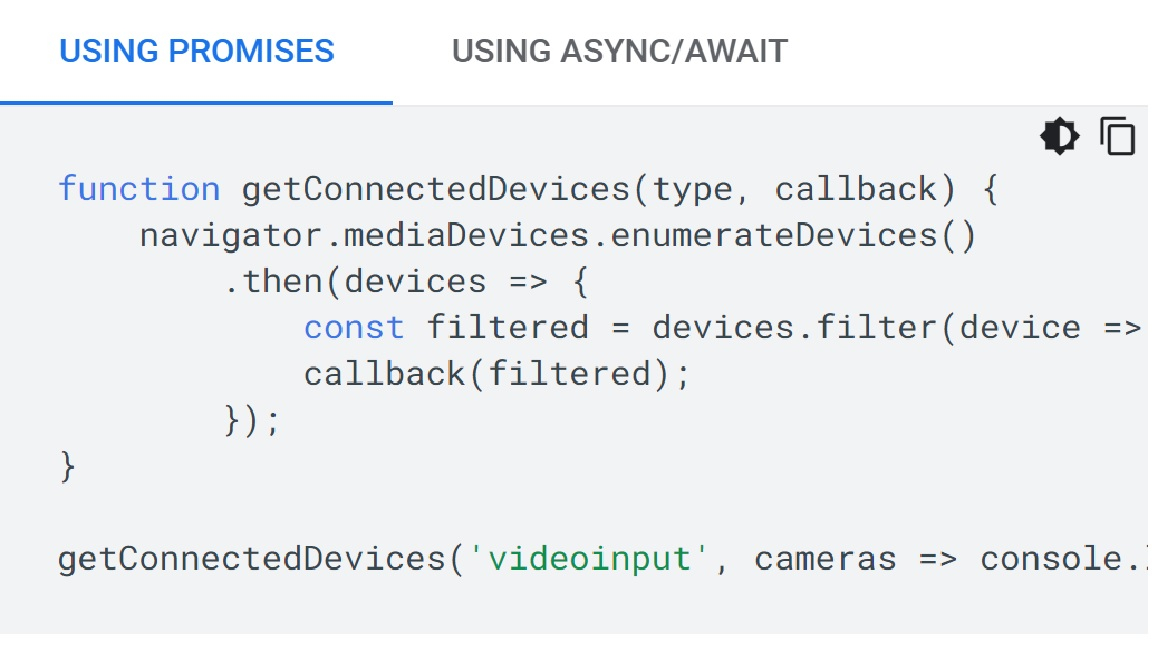 USING PROMISES USING ASYNC/AWAIT
function getConnectedDevices(type, callback) {
    navigator.mediaDevices.enumerateDevices()
        .then(devices => {
            const filtered = devices.filter(device =>
            callback(filtered);
        });
}
getConnectedDevices('videoinput', cameras => console.